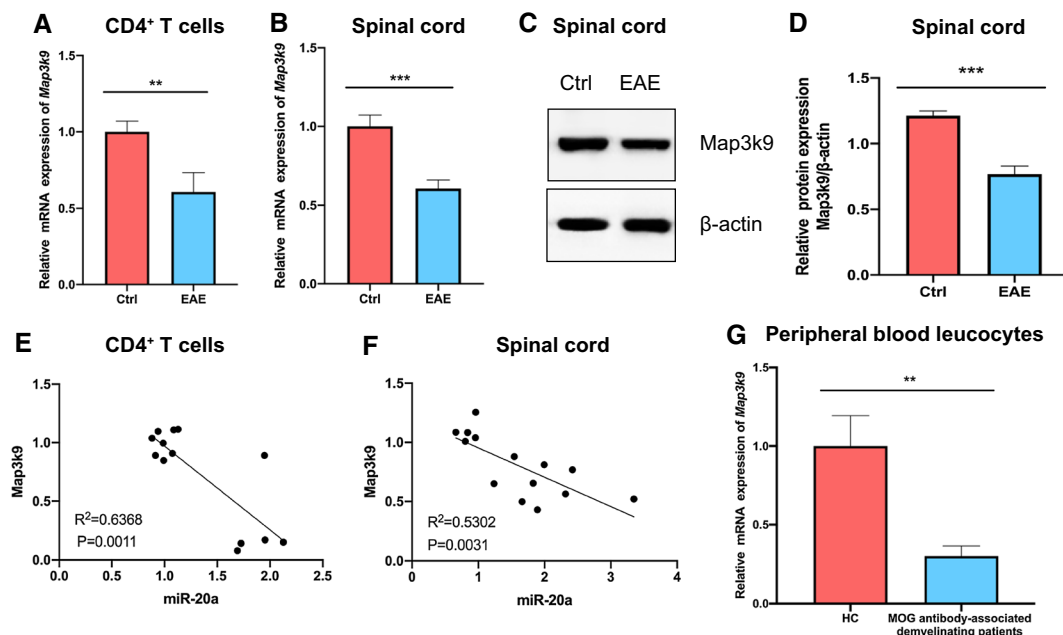 A CD4⁺ T cells
Relative mRNA expression of Map3k9
1.5
1.0
0.5
0.0
**
Ctrl EAE
B Spinal cord
Relative mRNA expression of Map3k9
1.5
1.0
0.5
0.0
***
Ctrl EAE
C Spinal cord
Ctrl EAE
Map3k9
β-actin
D Spinal cord
Relative protein expression
Map3k9/β-actin
1.5
1.0
0.5
0.0
***
Ctrl EAE
E CD4⁺ T cells
Map3k9
1.5
1.0
0.5
0.0
R²=0.6368
P=0.0011
0.0 0.5 1.0 1.5 2.0 2.5
miR-20a
F Spinal cord
Map3k9
1.5
1.0
0.5
0.0
R²=0.5302
P=0.0031
0 1 2 3 4
miR-20a
G Peripheral blood leucocytes
Relative mRNA expression of Map3k9
1.5
1.0
0.5
0.0
**
HC MOG antibody-associated
demyelinating patients